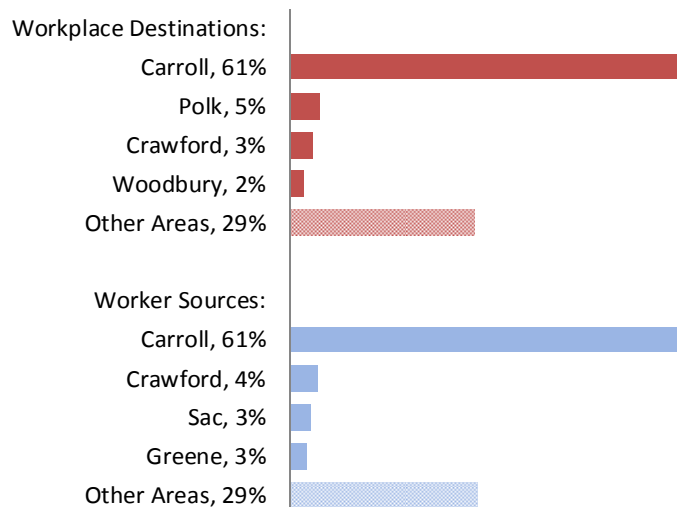 Workplace Destinations:
Carroll, 61%
Polk, 5%
Crawford, 3%
Woodbury, 2%
Other Areas, 29%
Worker Sources:
Carroll, 61%
Crawford, 4%
Sac, 3%
Greene, 3%
Other Areas, 29%